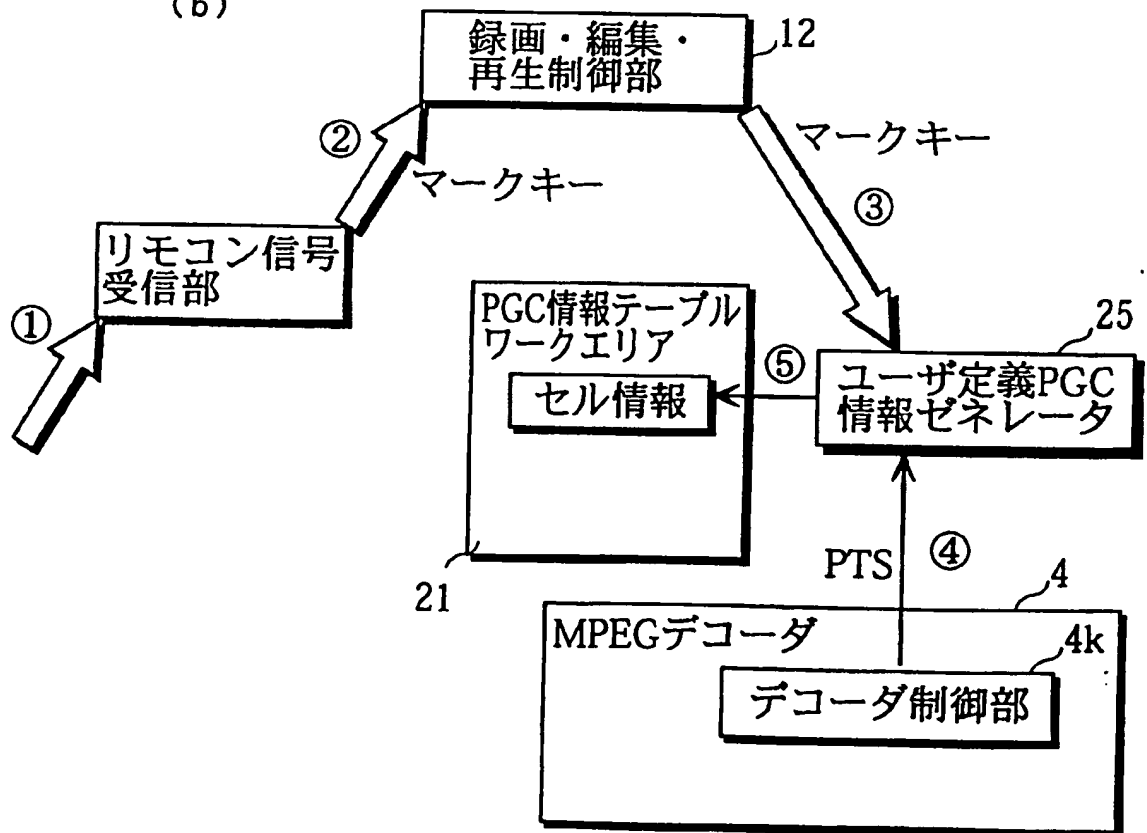 (b)
録画・編集・
再生制御部
12
②
マークキー
マークキー
③
リモコン信号
受信部
①
PGC情報テーブル
ワークエリア
セル情報
21
⑤
25
ユーザ定義PGC
情報ゼネレータ
PTS
④
4
MPEGデコーダ
4k
デコーダ制御部